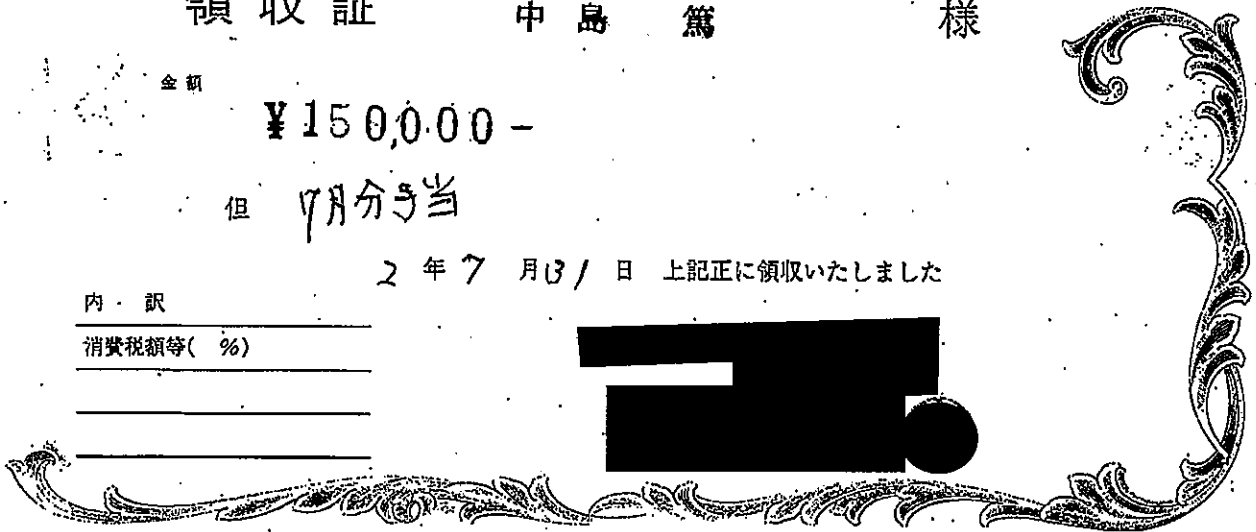 領収証 中島 篤 様
金額
¥150,000-
但 7月分手当
2年7月31日 上記正に領収いたしました
内訳
消費税額等( %)